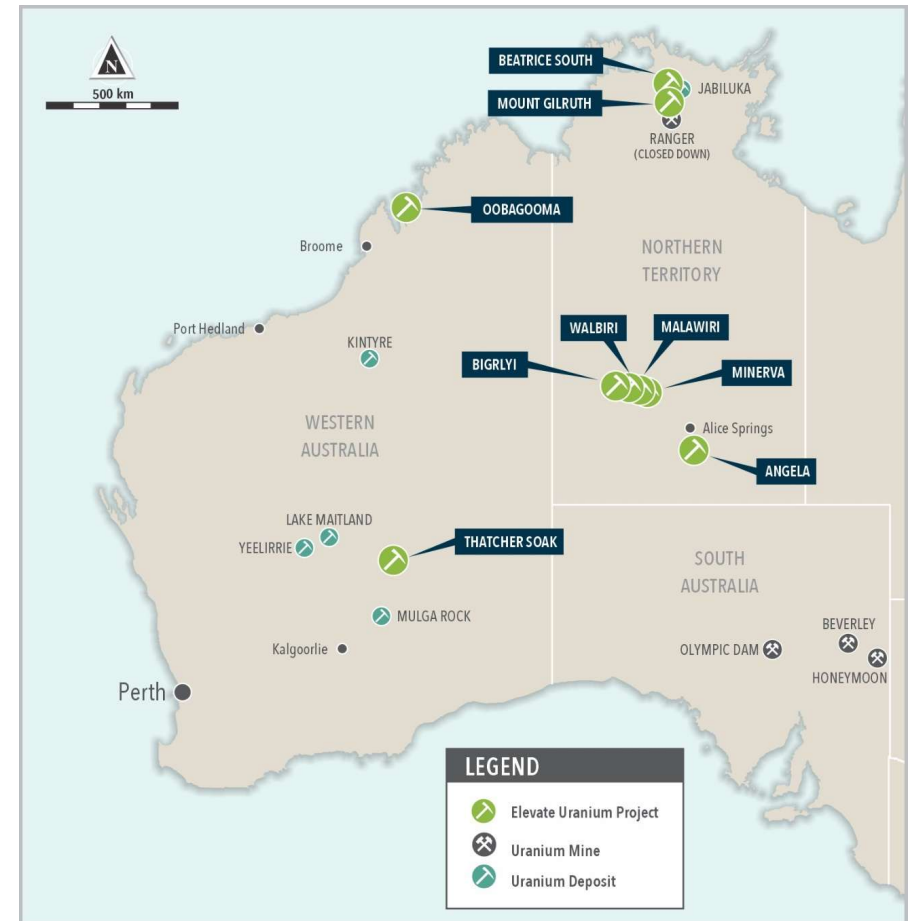 N
500 km
BEATRICE SOUTH
JABILUKA
MOUNT GILRUTH
RANGER
(CLOSED DOWN)
OOBAGOOMA
Broome
NORTHERN
TERRITORY
Port Hedland
KINTYRE
WALBIRI
MALAWIRI
BIGRLYI
MINERVA
WESTERN
AUSTRALIA
Alice Springs
ANGELA
LAKE MAITLAND
YEELIRRIE
THATCHER SOAK
SOUTH
AUSTRALIA
MULGA ROCK
Kalgoorlie
OLYMPIC DAM
BEVERLEY
HONEYMOON
Perth
LEGEND
Elevate Uranium Project
Uranium Mine
Uranium Deposit